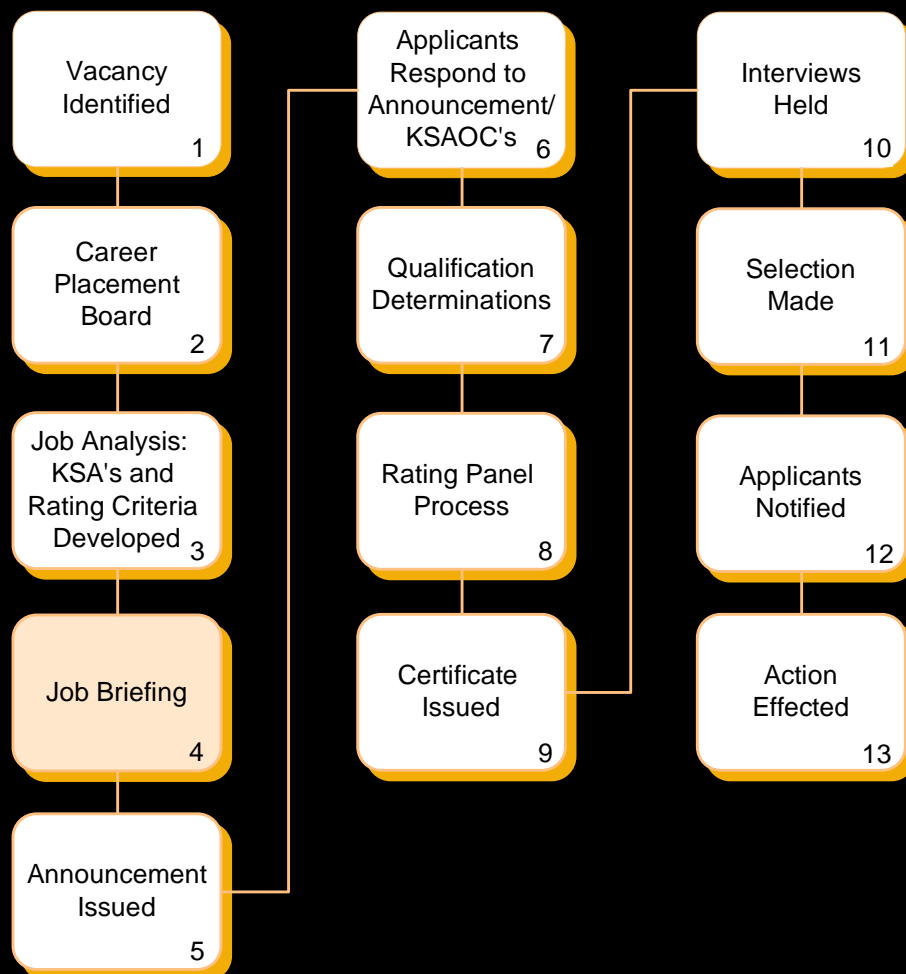 Vacancy
Identified
1
Career
Placement
Board
2
Job Analysis:
KSA's and
Rating Criteria
Developed
3
Job Briefing
4
Announcement
Issued
5
Applicants
Respond to
Announcement/
KSAOC's
6
Qualification
Determinations
7
Rating Panel
Process
8
Certificate
Issued
9
Interviews
Held
10
Selection
Made
11
Applicants
Notified
12
Action
Effected
13